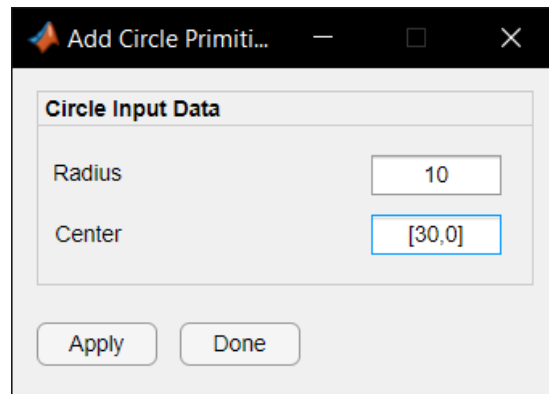 Add Circle Primiti...
Circle Input Data
Radius 10
Center [30,0]
Apply Done